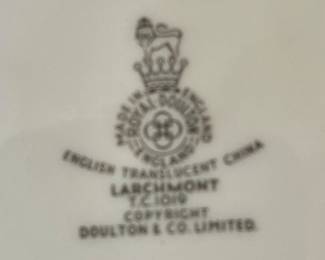 MADE IN ENGLAND
ROYAL DOULTON
ENGLAND
ENGLISH TRANSLUCENT CHINA
LARCHMONT
T.C.1019
COPYRIGHT
DOULTON & CO. LIMITED.